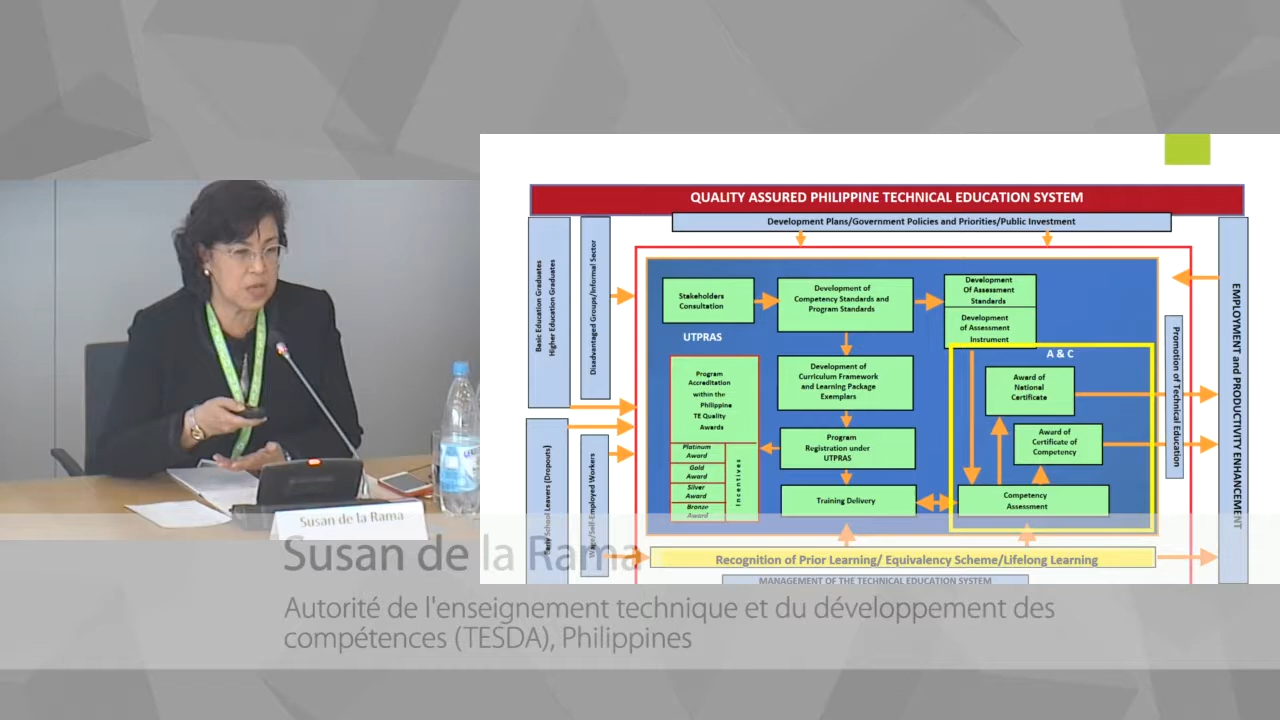 QUALITY ASSURED PHILIPPINE TECHNICAL EDUCATION SYSTEM
Development Plans/Government Policies and Priorities/Public Investment
Basic Education Graduates
Higher Education Graduates
Disadvantaged Groups/Informal Sector
Stakeholders
Consultation
Development of
Competency Standards and
Program Standards
Development
Of Assessment
Standards
Development
of Assessment
Instrument
UTPRAS
A & C
Program
Accreditation
within the
Philippine
TE Quality
Awards
Platinum
Award
Gold
Award
Silver
Award
Bronze
Award
Incentives
Development of
Curriculum Framework
and Learning Package
Exemplars
Program
Registration under
UTPRAS
Training Delivery
Award of
National
Certificate
Award of
Certificate of
Competency
Competency
Assessment
Promotion of Technical Education
EMPLOYMENT and PRODUCTIVITY ENHANCEMENT
School Leavers (Dropouts)
/Self-Employed Workers
Recognition of Prior Learning/ Equivalency Scheme/Lifelong Learning
MANAGEMENT OF THE TECHNICAL EDUCATION SYSTEM
Susan de la Rama
Susan de la Rama
Autorité de l'enseignement technique et du développement des
compétences (TESDA), Philippines